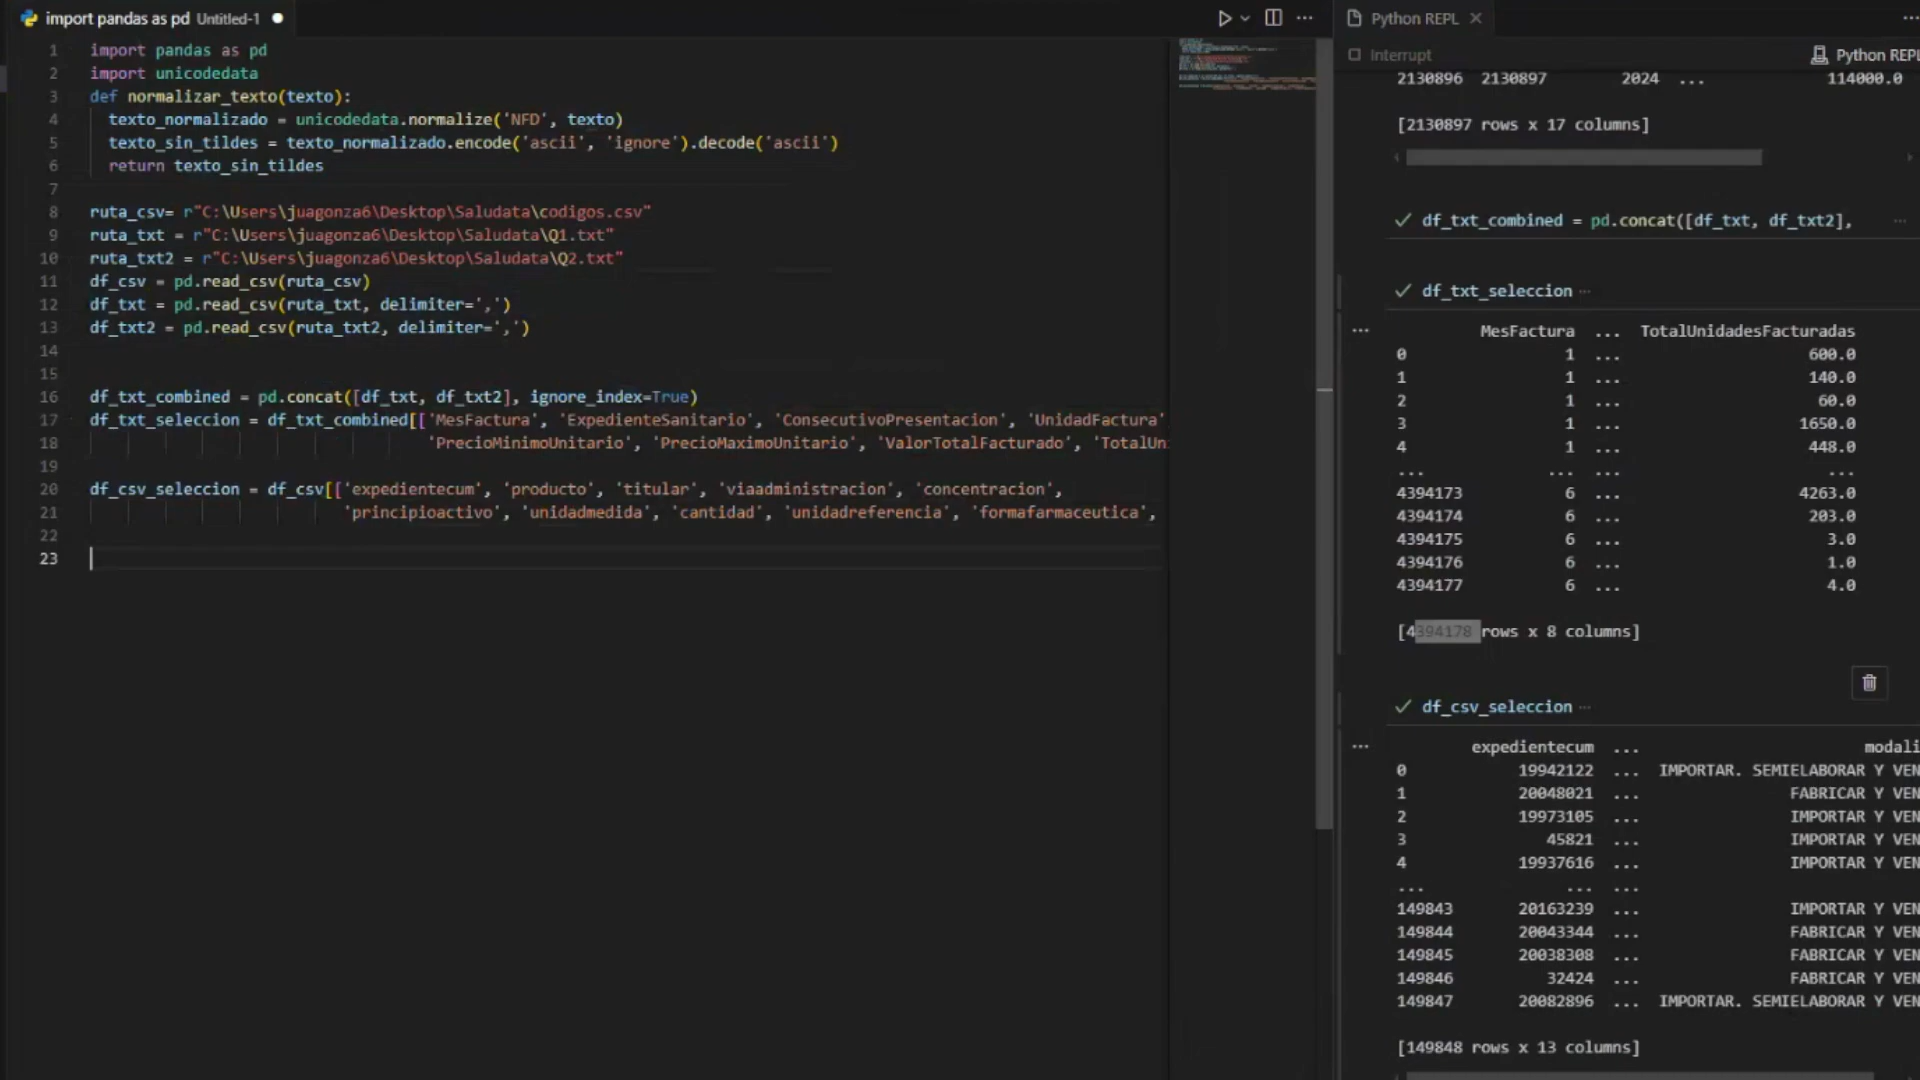 import pandas as pd Untitled-1
1 import pandas as pd
2 import unicodedata
3 def normalizar_texto(texto):
4 texto_normalizado = unicodedata.normalize('NFD', texto)
5 texto_sin_tildes = texto_normalizado.encode('ascii', 'ignore').decode('ascii')
6 return texto_sin_tildes
7
8 ruta_csv= r"C:\Users\juagonza6\Desktop\Saludata\codigos.csv"
9 ruta_txt = r"C:\Users\juagonza6\Desktop\Saludata\Q1.txt"
10 ruta_txt2 = r"C:\Users\juagonza6\Desktop\Saludata\Q2.txt"
11 df_csv = pd.read_csv(ruta_csv)
12 df_txt = pd.read_csv(ruta_txt, delimiter=',')
13 df_txt2 = pd.read_csv(ruta_txt2, delimiter=',')
14
15
16 df_txt_combined = pd.concat([df_txt, df_txt2], ignore_index=True)
17 df_txt_seleccion = df_txt_combined[['MesFactura', 'ExpedienteSanitario', 'ConsecutivoPresentacion', 'UnidadFactura'
18 'PrecioMinimoUnitario', 'PrecioMaximoUnitario', 'ValorTotalFacturado', 'TotalUn
19
20 df_csv_seleccion = df_csv[['expedientecum', 'producto', 'titular', 'viaadministracion', 'concentracion',
21 'principioactivo', 'unidadmedida', 'cantidad', 'unidadreferencia', 'formafarmaceutica',
22
23
Python REPL
Interrupt
Python REPL
2130896 2130897 2024 ... 114000.0
[2130897 rows x 17 columns]
df_txt_combined = pd.concat([df_txt, df_txt2], ...
df_txt_seleccion ...
MesFactura ... TotalUnidadesFacturadas
0 1 ... 600.0
1 1 ... 140.0
2 1 ... 60.0
3 1 ... 1650.0
4 1 ... 448.0
... ... ... ...
4394173 6 ... 4263.0
4394174 6 ... 203.0
4394175 6 ... 3.0
4394176 6 ... 1.0
4394177 6 ... 4.0
[4394178 rows x 8 columns]
df_csv_seleccion ...
expedientecum ... modali
0 19942122 ... IMPORTAR. SEMIELABORAR Y VEN
1 20048021 ... FABRICAR Y VEN
2 19973105 ... IMPORTAR Y VEN
3 45821 ... IMPORTAR Y VEN
4 19937616 ... IMPORTAR Y VEN
... ... ...
149843 20163239 ... IMPORTAR Y VEN
149844 20043344 ... FABRICAR Y VEN
149845 20038308 ... FABRICAR Y VEN
149846 32424 ... FABRICAR Y VEN
149847 20082896 ... IMPORTAR. SEMIELABORAR Y VEN
[149848 rows x 13 columns]